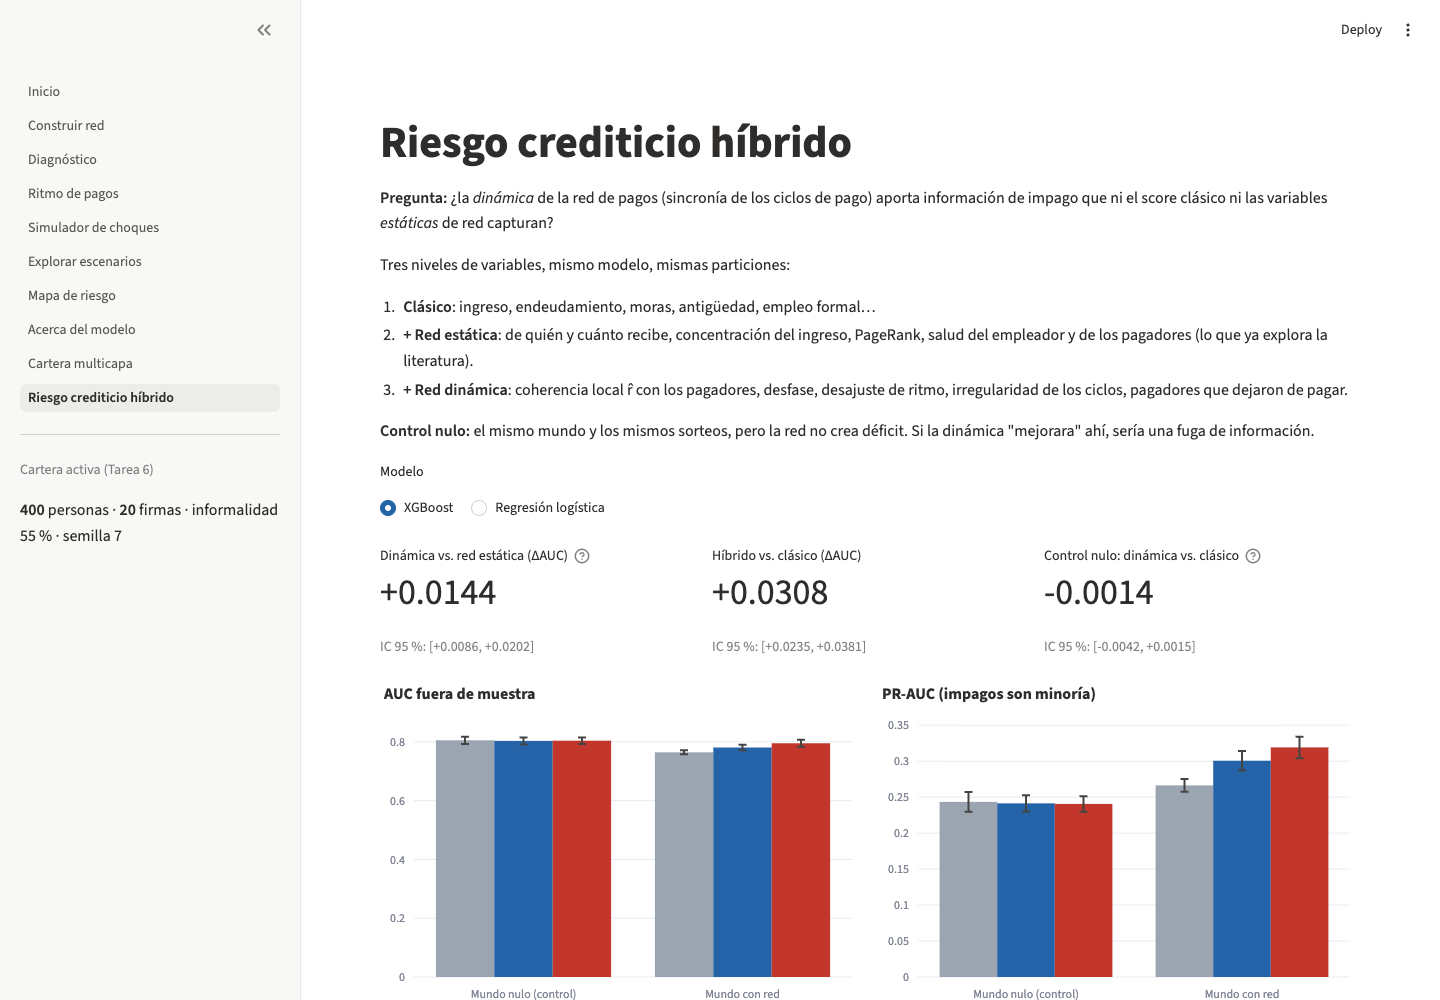 Deploy
Inicio
Construir red
Diagnóstico
Ritmo de pagos
Simulador de choques
Explorar escenarios
Mapa de riesgo
Acerca del modelo
Cartera multicapa
Riesgo crediticio híbrido
Cartera activa (Tarea 6)
400 personas · 20 firmas · informalidad
55 % · semilla 7
Riesgo crediticio híbrido
Pregunta: ¿la dinámica de la red de pagos (sincronía de los ciclos de pago) aporta información de impago que ni el score clásico ni las variables
estáticas de red capturan?
Tres niveles de variables, mismo modelo, mismas particiones:
1. Clásico: ingreso, endeudamiento, moras, antigüedad, empleo formal…
2. + Red estática: de quién y cuánto recibe, concentración del ingreso, PageRank, salud del empleador y de los pagadores (lo que ya explora la
literatura).
3. + Red dinámica: coherencia local r̂ con los pagadores, desfase, desajuste de ritmo, irregularidad de los ciclos, pagadores que dejaron de pagar.
Control nulo: el mismo mundo y los mismos sorteos, pero la red no crea déficit. Si la dinámica "mejorara" ahí, sería una fuga de información.
Modelo
XGBoost Regresión logística
Dinámica vs. red estática (ΔAUC)
+0.0144
IC 95 %: [+0.0086, +0.0202]
Híbrido vs. clásico (ΔAUC)
+0.0308
IC 95 %: [+0.0235, +0.0381]
Control nulo: dinámica vs. clásico
-0.0014
IC 95 %: [-0.0042, +0.0015]
AUC fuera de muestra
0.8
0.6
0.4
0.2
0
Mundo nulo (control) Mundo con red
PR-AUC (impagos son minoría)
0.35
0.3
0.25
0.2
0.15
0.1
0.05
0
Mundo nulo (control) Mundo con red